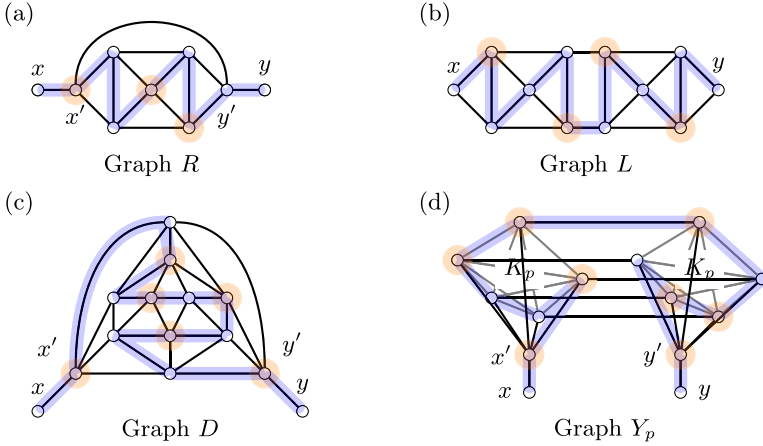 (a)
x
x′
y′
y
Graph R
(b)
x
y
Graph L
(c)
x′
x
y′
y
Graph D
(d)
K_p
K_p
x′
x
y′
y
Graph Y_p